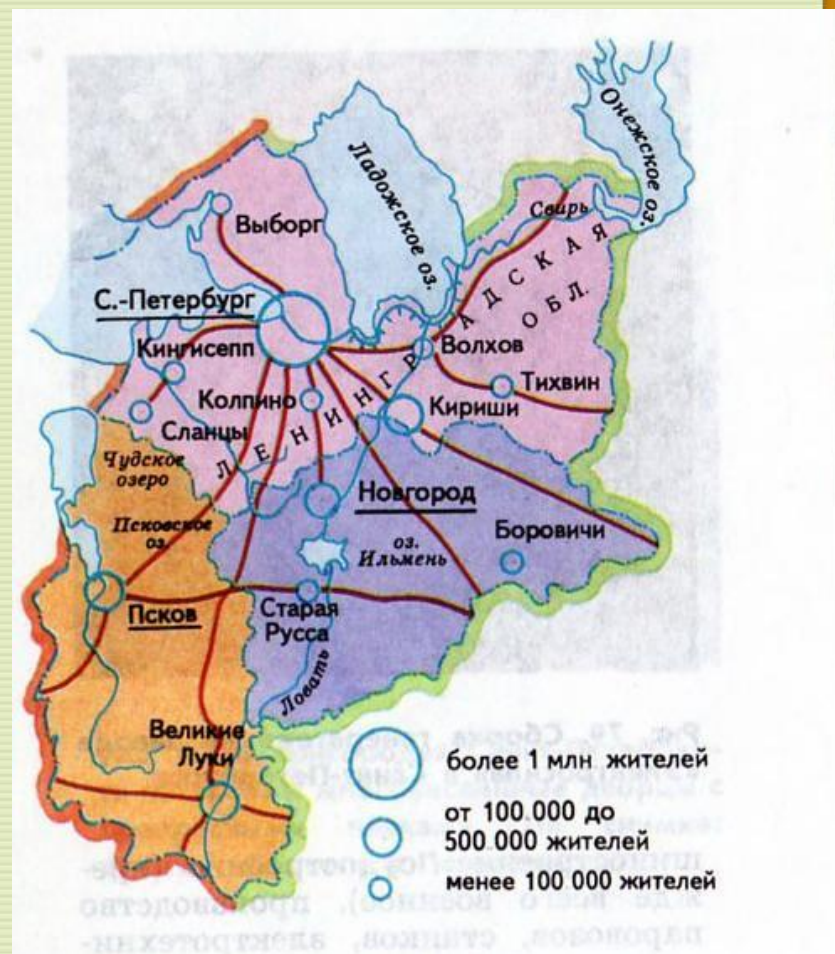 Онежское оз.
Ладожское оз.
Свирь
Выборг
ЛЕНИНГРАДСКАЯ
ОБЛ.
С.-Петербург
Кингисепп
Волхов
Тихвин
Колпино
Кириши
Сланцы
Чудское
озеро
Новгород
Псковское
оз.
оз.
Ильмень
Боровичи
Псков
Старая
Русса
Ловать
Великие
Луки
более 1 млн. жителей
от 100.000 до
500.000 жителей
менее 100 000 жителей